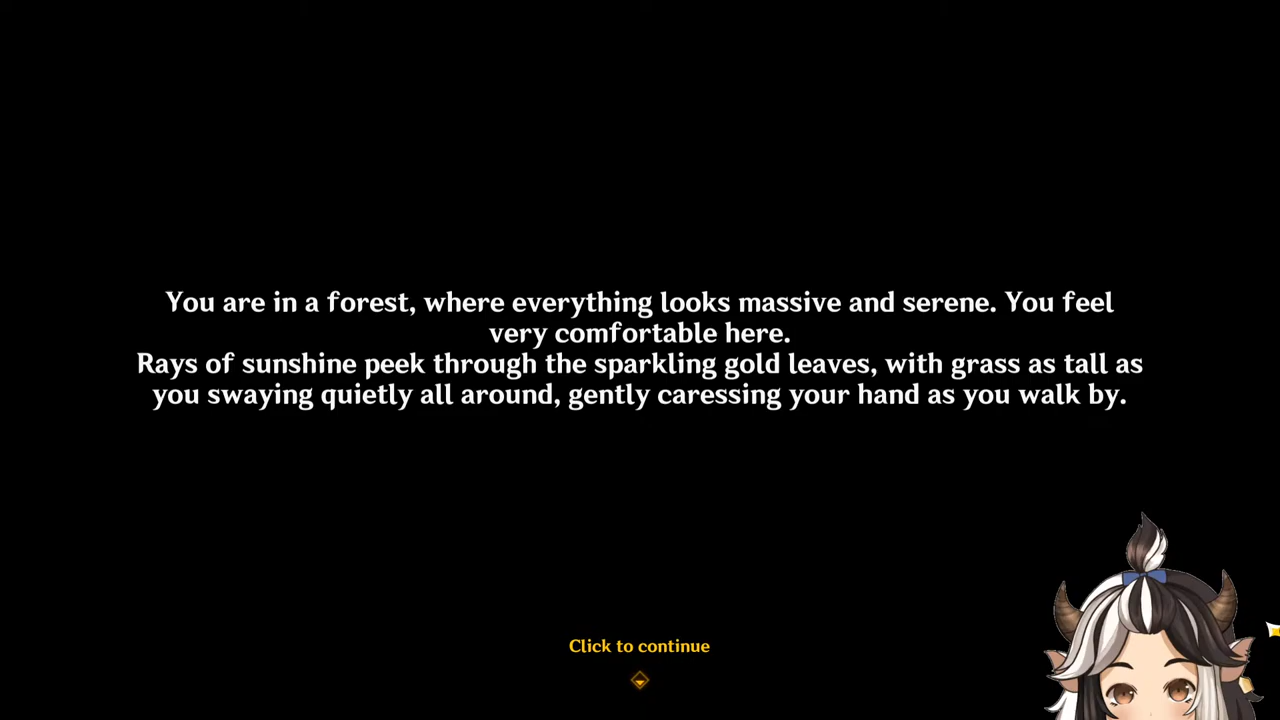 You are in a forest, where everything looks massive and serene. You feel
very comfortable here.
Rays of sunshine peek through the sparkling gold leaves, with grass as tall as
you swaying quietly all around, gently caressing your hand as you walk by.
Click to continue